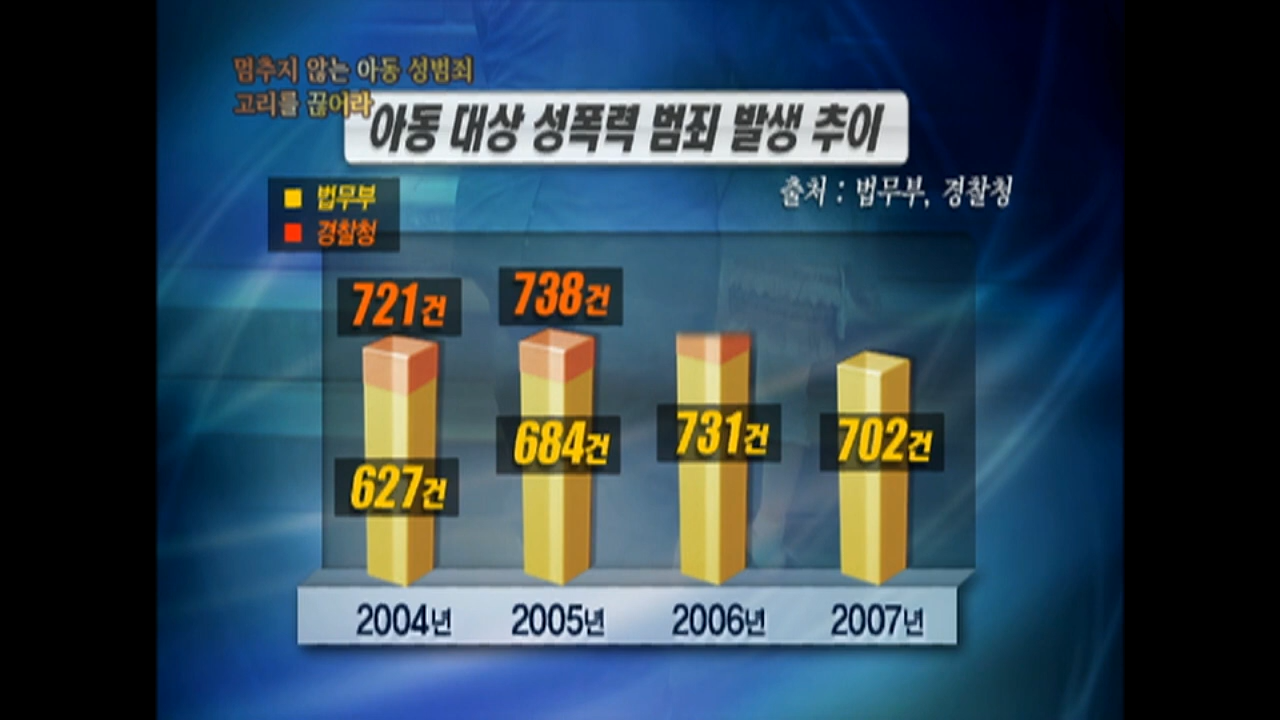 멈추지 않는 아동 성범죄
고리를 끊어라
아동 대상 성폭력 범죄 발생 추이
출처 : 법무부, 경찰청
법무부
경찰청
721건
738건
627건
684건
731건
702건
2004년
2005년
2006년
2007년